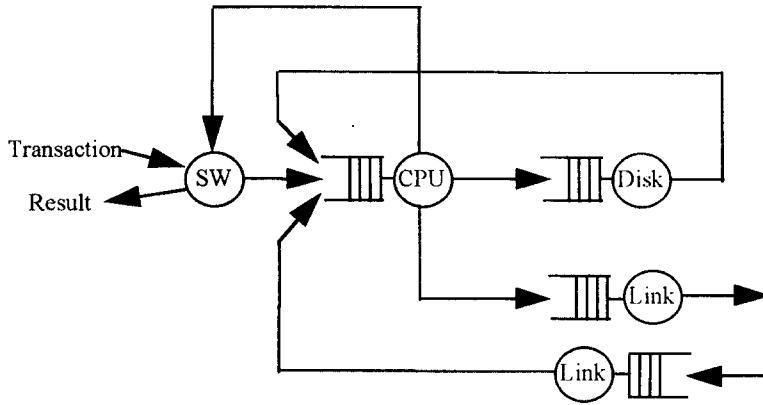 Transaction
Result
SW
CPU
Disk
Link
Link